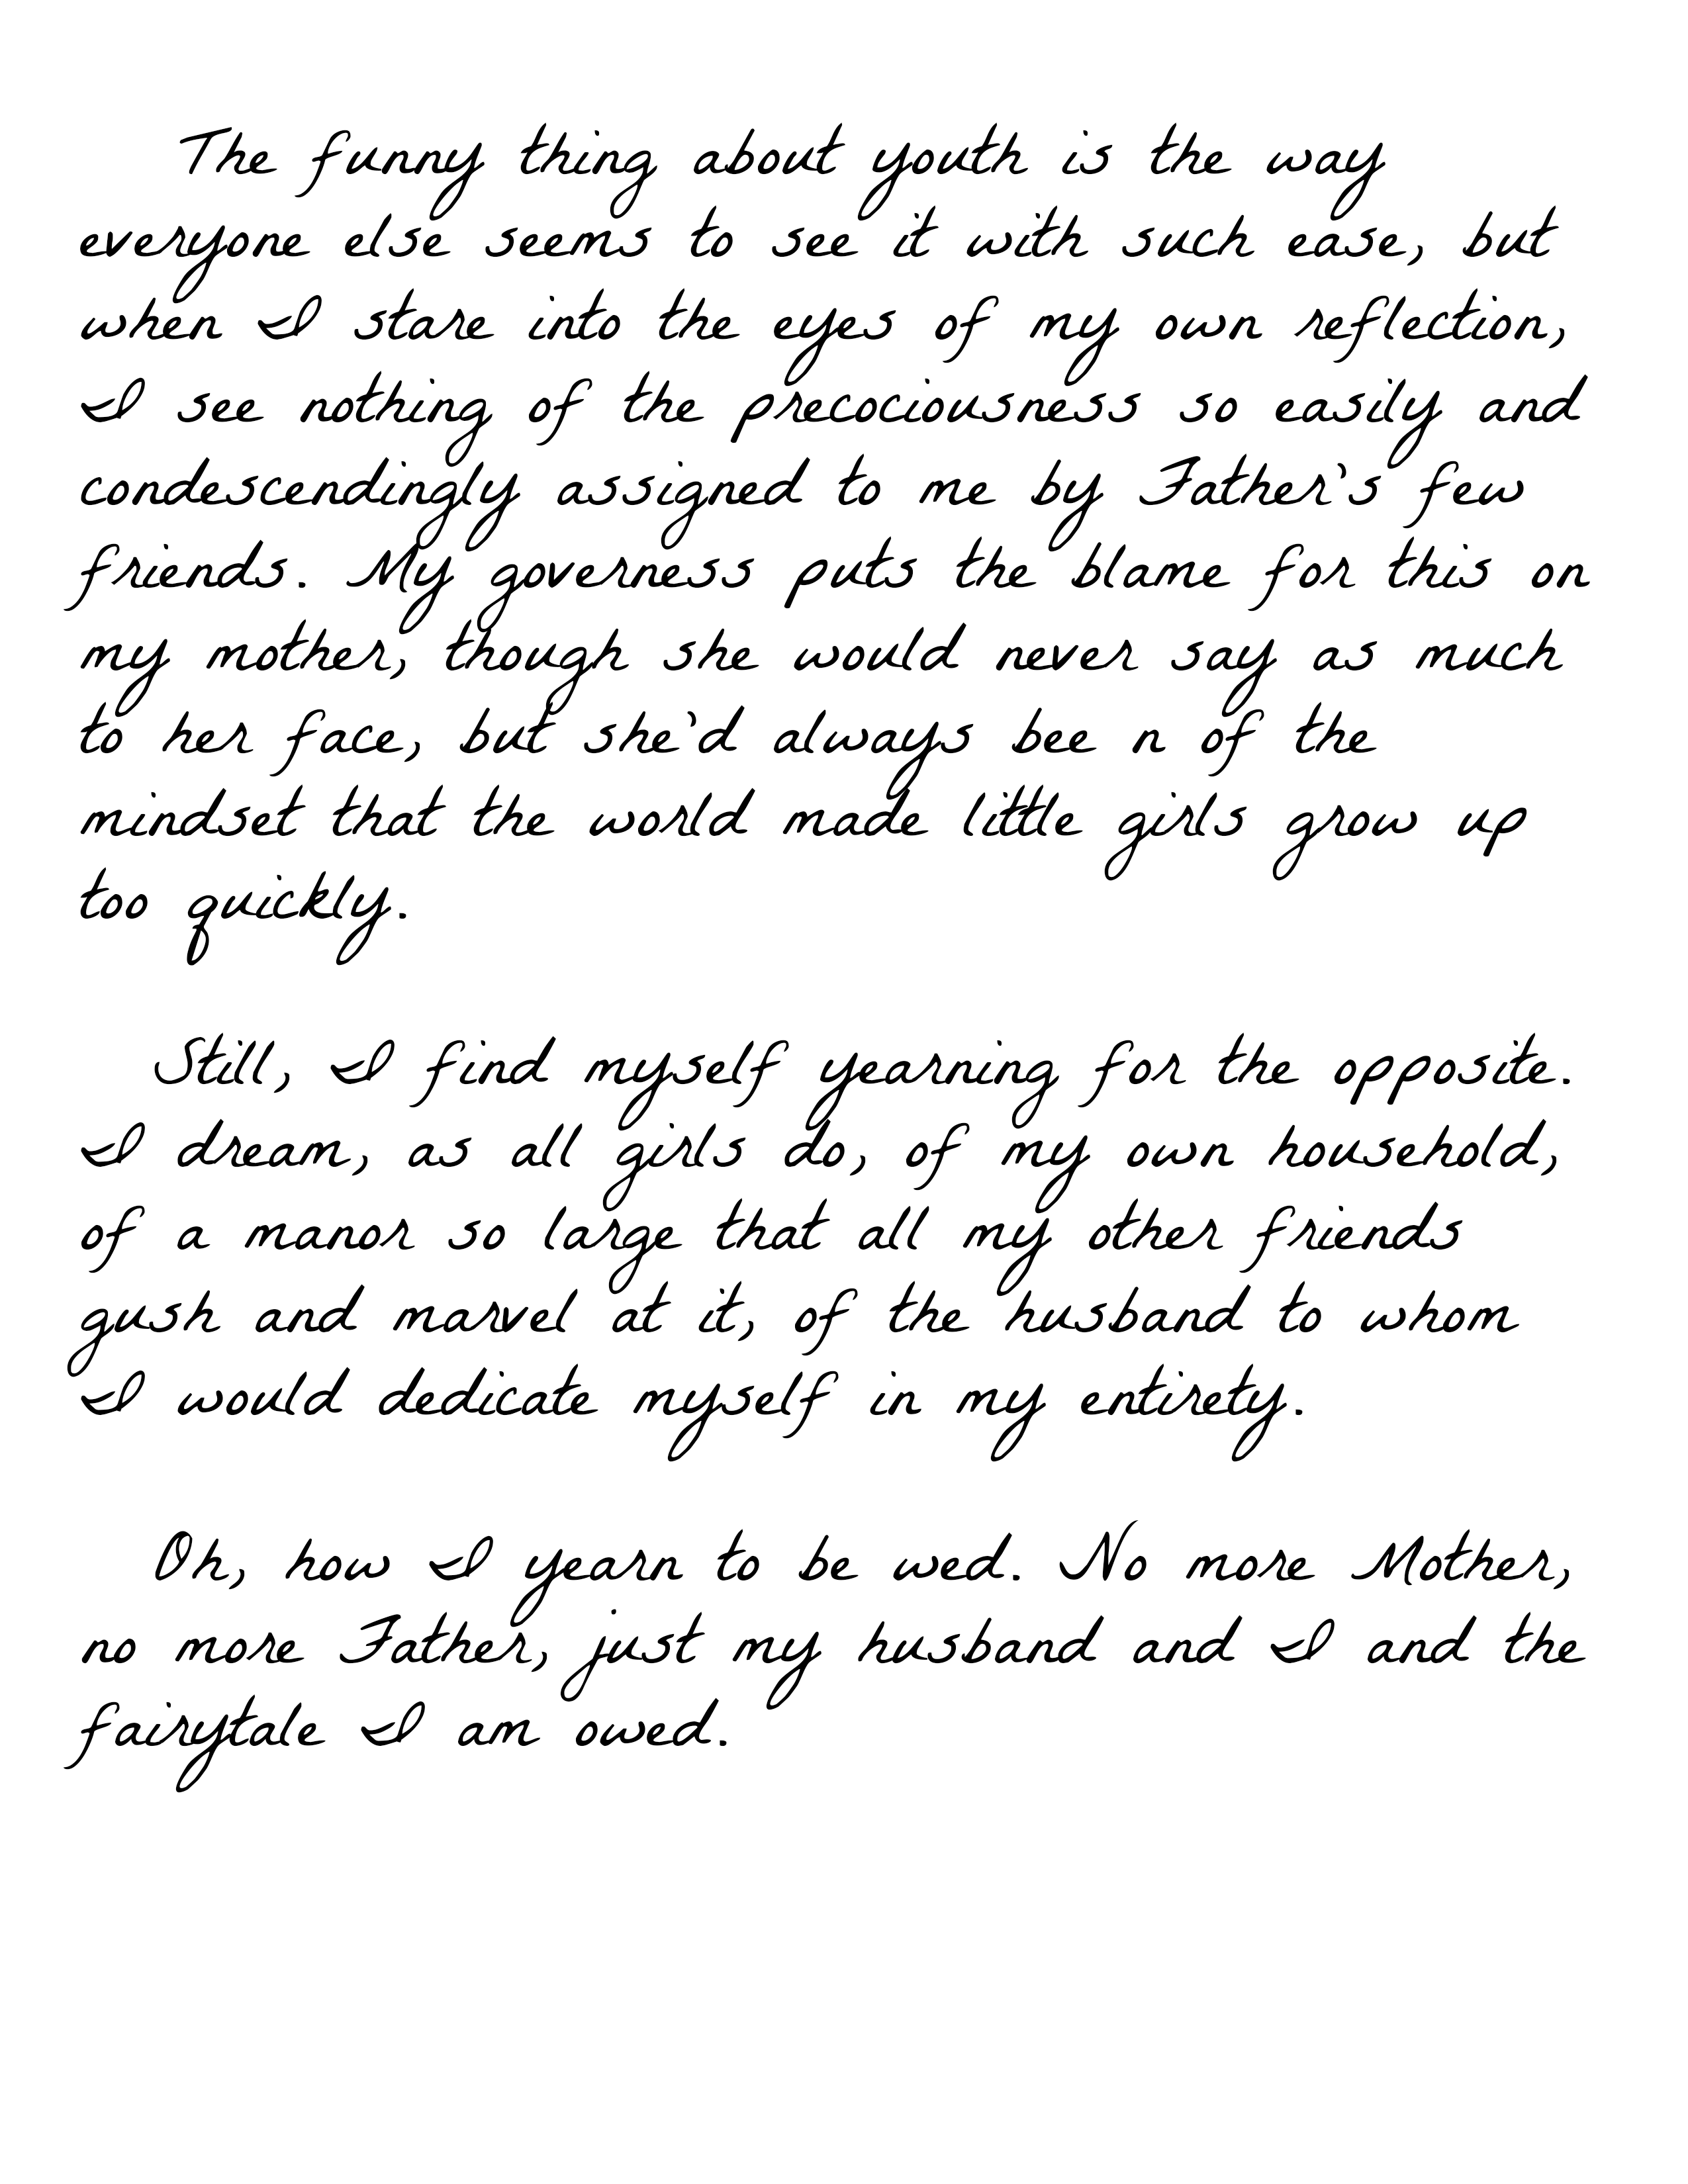 The funny thing about youth is the way
everyone else seems to see it with such ease, but
when I stare into the eyes of my own reflection,
I see nothing of the precociousness so easily and
condescendingly assigned to me by Father's few
friends. My governess puts the blame for this on
my mother, though she would never say as much
to her face, but she'd always bee n of the
mindset that the world made little girls grow up
too quickly.
Still, I find myself yearning for the opposite.
I dream, as all girls do, of my own household,
of a manor so large that all my other friends
gush and marvel at it, of the husband to whom
I would dedicate myself in my entirety.
Oh, how I yearn to be wed. No more Mother,
no more Father, just my husband and I and the
fairytale I am owed.